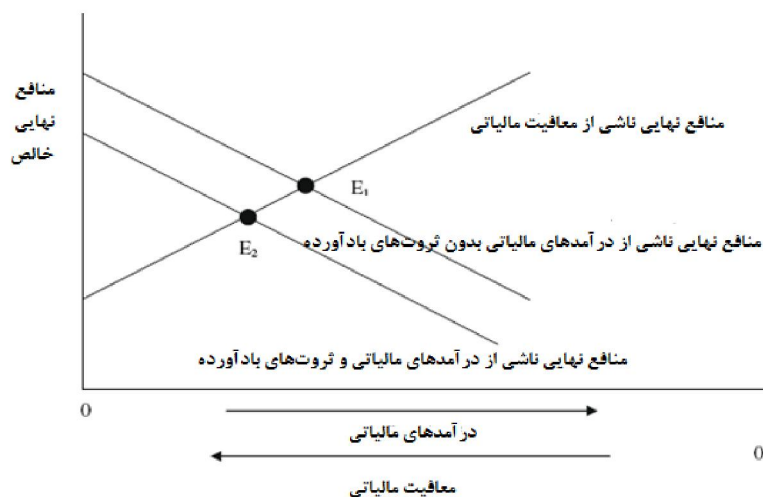 منافع
نهایی
خالص
منافع نهایی ناشی از معافیت مالیاتی
E₁
منافع نهایی ناشی از درآمدهای مالیاتی بدون ثروت‌های بادآورده
E₂
منافع نهایی ناشی از درآمدهای مالیاتی و ثروت‌های بادآورده
0
درآمدهای مالیاتی
0
معافیت مالیاتی